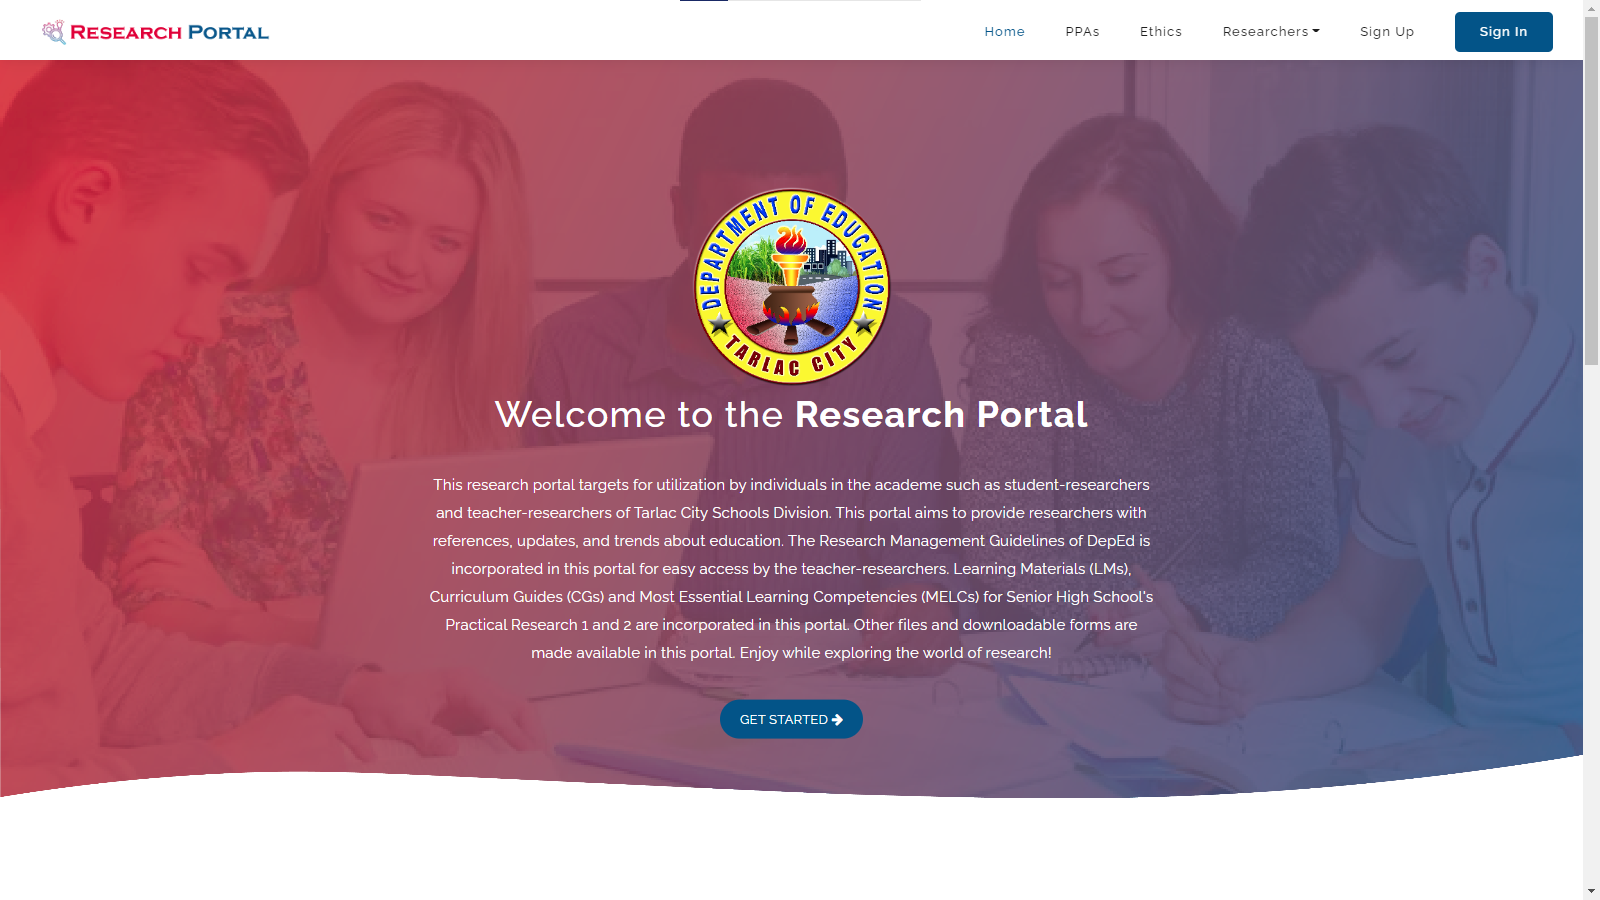 Research Portal
Home
PPAs
Ethics
Researchers
Sign Up
Sign In
DEPARTMENT OF EDUCATION
TARLAC CITY
Welcome to the Research Portal
This research portal targets for utilization by individuals in the academe such as student-researchers
and teacher-researchers of Tarlac City Schools Division. This portal aims to provide researchers with
references, updates, and trends about education. The Research Management Guidelines of DepEd is
incorporated in this portal for easy access by the teacher-researchers. Learning Materials (LMs),
Curriculum Guides (CGs) and Most Essential Learning Competencies (MELCs) for Senior High School's
Practical Research 1 and 2 are incorporated in this portal. Other files and downloadable forms are
made available in this portal. Enjoy while exploring the world of research!
GET STARTED